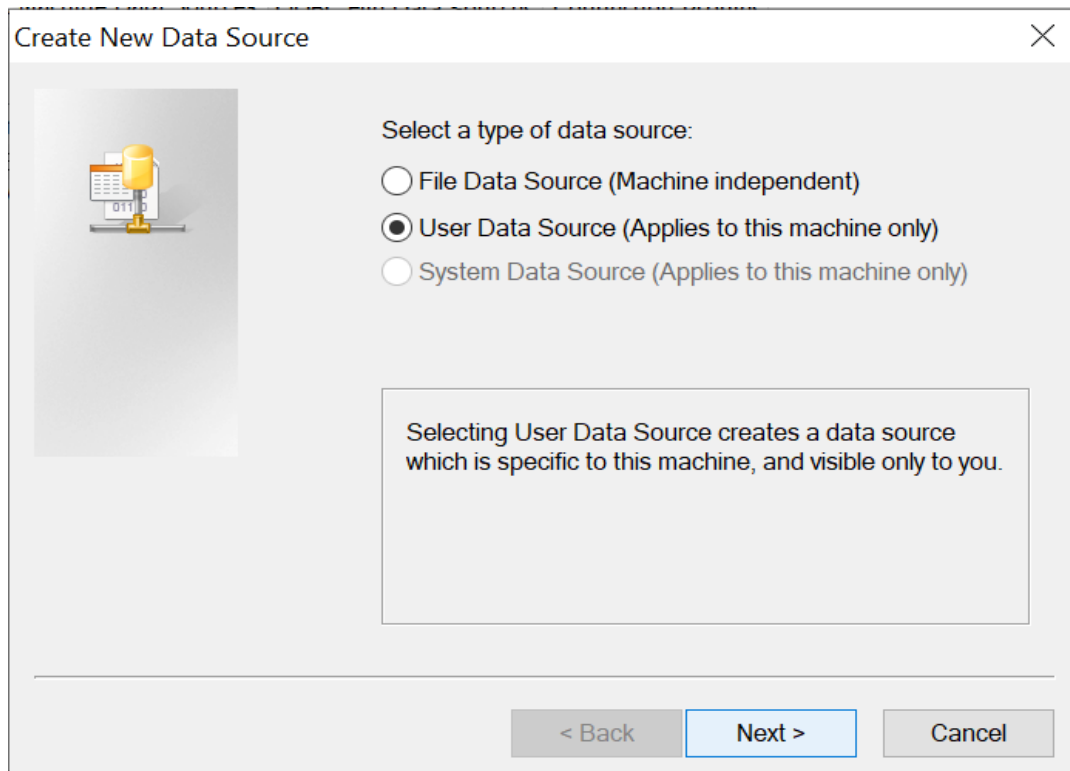 Create New Data Source
Select a type of data source:
File Data Source (Machine independent)
User Data Source (Applies to this machine only)
System Data Source (Applies to this machine only)
Selecting User Data Source creates a data source
which is specific to this machine, and visible only to you.
< Back
Next >
Cancel